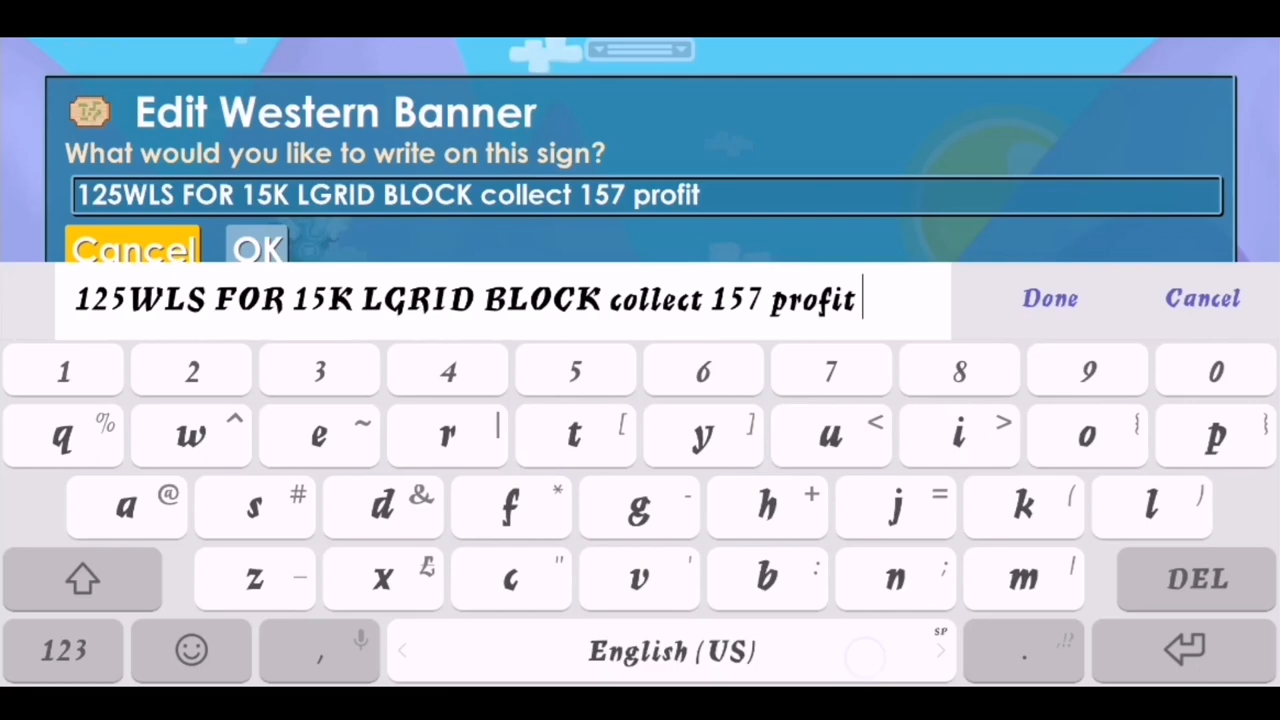 Edit Western Banner
What would you like to write on this sign?
125WLS FOR 15K LGRID BLOCK collect 157 profit
Cancel OK
125WLS FOR 15K LGRID BLOCK collect 157 profit
Done Cancel
1 2 3 4 5 6 7 8 9 0
q % w ^ e ~ r | t [ y ] u < i > o { p }
a @ s # d & f * g - h + j = k ( l )
z _ x £ c " v ' b : n ; m /
DEL
123 , English (US) SP . ,!?